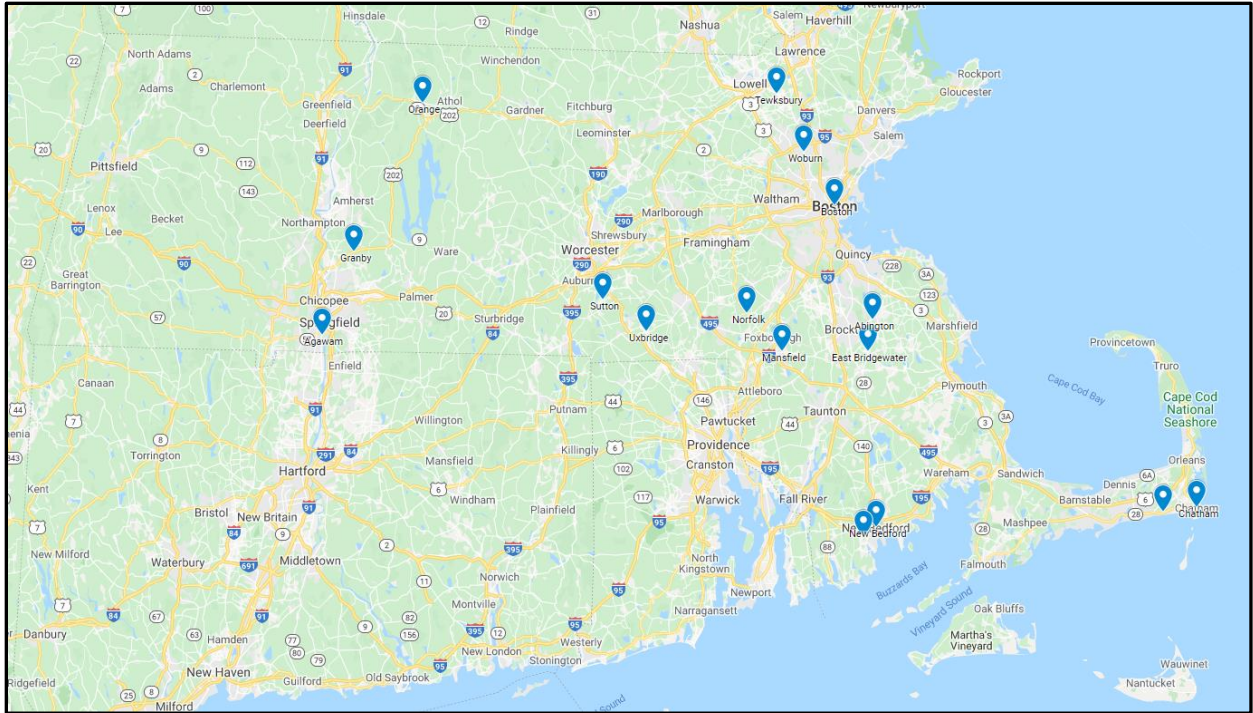 Hinsdale
Rindge
Nashua
Salem
Haverhill
Newburyport
North Adams
Winchendon
Lawrence
Adams
Charlemont
Greenfield
Orange
Athol
Gardner
Fitchburg
Lowell
Tewksbury
Rockport
Gloucester
Deerfield
Leominster
Danvers
Salem
Woburn
Pittsfield
Amherst
Waltham
Boston
Boston
Lenox
Lee
Becket
Northampton
Granby
Ware
Marlborough
Shrewsbury
Worcester
Framingham
Quincy
Great
Barrington
Auburn
Chicopee
Palmer
Sutton
Springfield
Agawam
Sturbridge
Uxbridge
Norfolk
Foxborough
Mansfield
Brockton
Abington
East Bridgewater
Marshfield
Provincetown
Truro
Enfield
Canaan
Attleboro
Plymouth
Cape Cod Bay
Cape Cod
National
Seashore
Willington
Putnam
Pawtucket
Taunton
Torrington
Hartford
Mansfield
Killingly
Providence
Cranston
Wareham
Sandwich
Orleans
Kent
Windham
Plainfield
Warwick
Fall River
Barnstable
Dennis
Chatham
Chatham
Bristol
New Britain
New Bedford
New Bedford
Mashpee
New Milford
Waterbury
Middletown
Norwich
North
Kingstown
Newport
Falmouth
Buzzards Bay
Vineyard Sound
Montville
Narragansett
Oak Bluffs
Martha's
Vineyard
Danbury
Hamden
New London
Westerly
Stonington
Wauwinet
Nantucket
Ridgefield
New Haven
Guilford
Old Saybrook
Milford